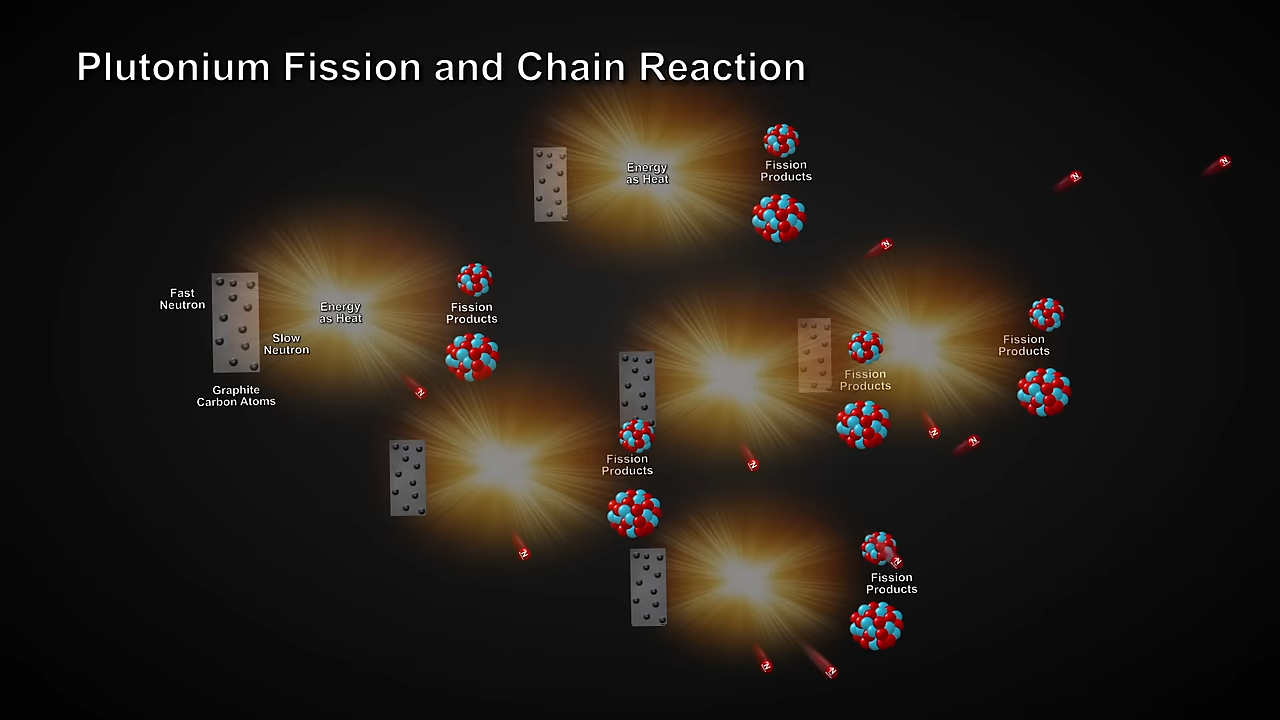 Plutonium Fission and Chain Reaction
Energy
as Heat
Fission
Products
N
N
N
Fast
Neutron
Energy
as Heat
Fission
Products
Slow
Neutron
Graphite
Carbon Atoms
N
Fission
Products
Fission
Products
N
N
Fission
Products
N
N
N
Fission
Products
N
N